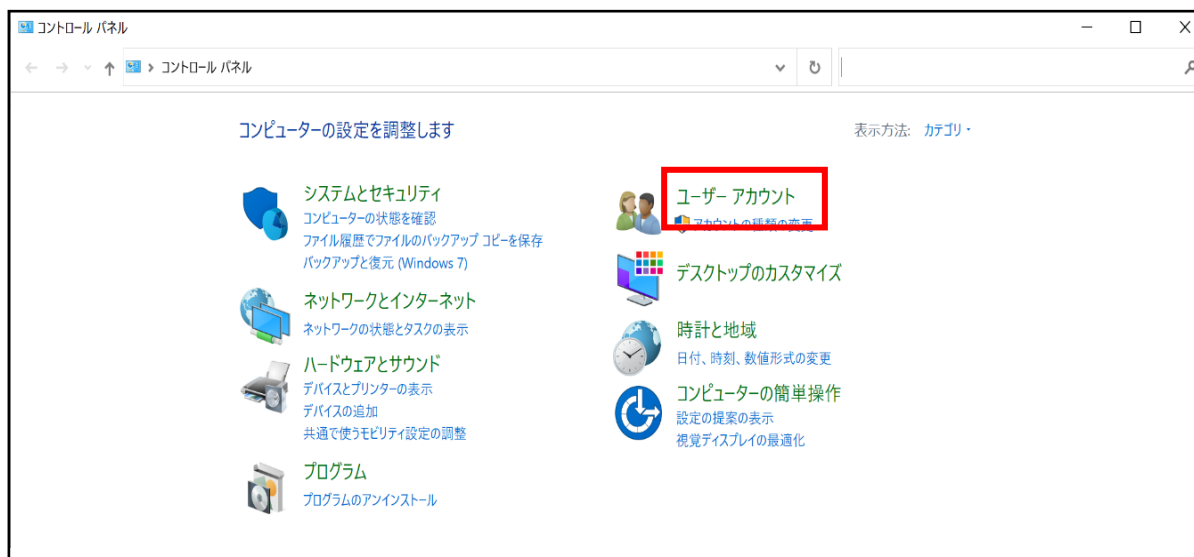 コントロール パネル
コントロール パネル
コンピューターの設定を調整します
表示方法: カテゴリ
システムとセキュリティ
コンピューターの状態を確認
ファイル履歴でファイルのバックアップ コピーを保存
バックアップと復元 (Windows 7)
ネットワークとインターネット
ネットワークの状態とタスクの表示
ハードウェアとサウンド
デバイスとプリンターの表示
デバイスの追加
共通で使うモビリティ設定の調整
プログラム
プログラムのアンインストール
ユーザー アカウント
アカウントの種類の変更
デスクトップのカスタマイズ
時計と地域
日付、時刻、数値形式の変更
コンピューターの簡単操作
設定の提案の表示
視覚ディスプレイの最適化